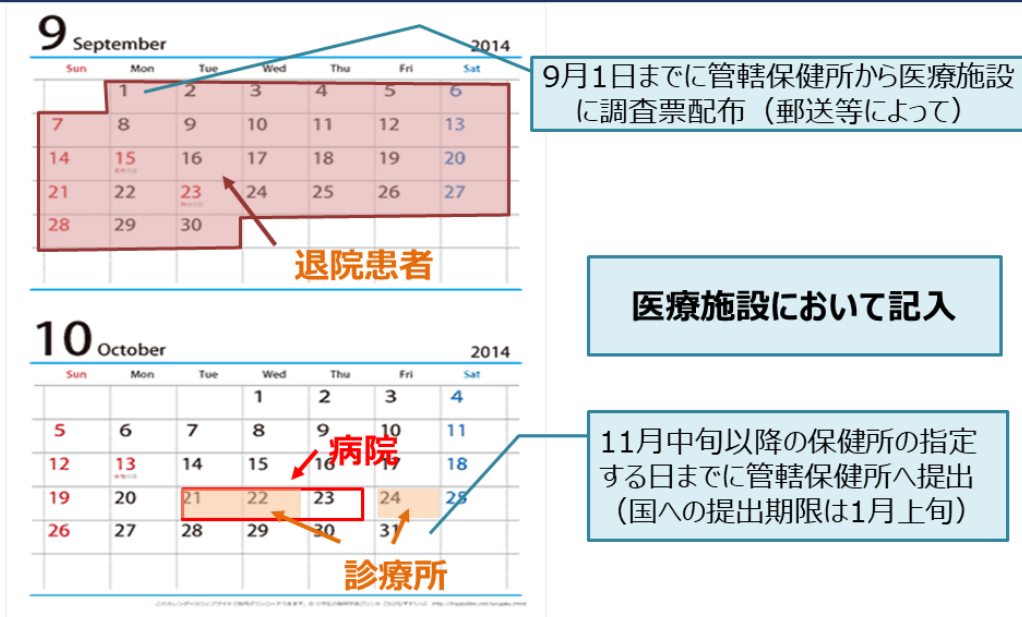 9 September 2014
Sun Mon Tue Wed Thu Fri Sat
1 2 3 4 5 6
7 8 9 10 11 12 13
14 15 16 17 18 19 20
21 22 23 24 25 26 27
28 29 30
退院患者
9月1日までに管轄保健所から医療施設
に調査票配布（郵送等によって）
医療施設において記入
10 October 2014
Sun Mon Tue Wed Thu Fri Sat
1 2 3 4
5 6 7 8 9 10 11
病院
12 13 14 15 16 17 18
19 20 21 22 23 24 25
26 27 28 29 30 31
診療所
11月中旬以降の保健所の指定
する日までに管轄保健所へ提出
（国への提出期限は1月上旬）